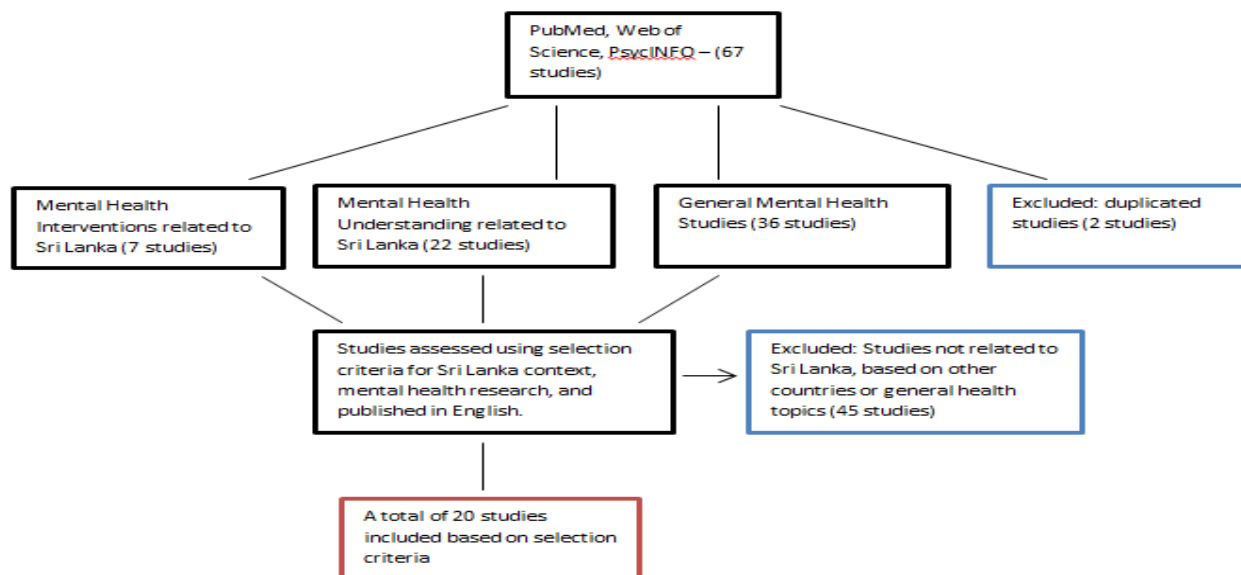 PubMed, Web of
Science, PsycINFO – (67
studies)
Mental Health
Interventions related to
Sri Lanka (7 studies)
Mental Health
Understanding related to
Sri Lanka (22 studies)
General Mental Health
Studies (36 studies)
Excluded: duplicated
studies (2 studies)
Studies assessed using selection
criteria for Sri Lanka context,
mental health research, and
published in English.
Excluded: Studies not related to
Sri Lanka, based on other
countries or general health
topics (45 studies)
A total of 20 studies
included based on selection
criteria